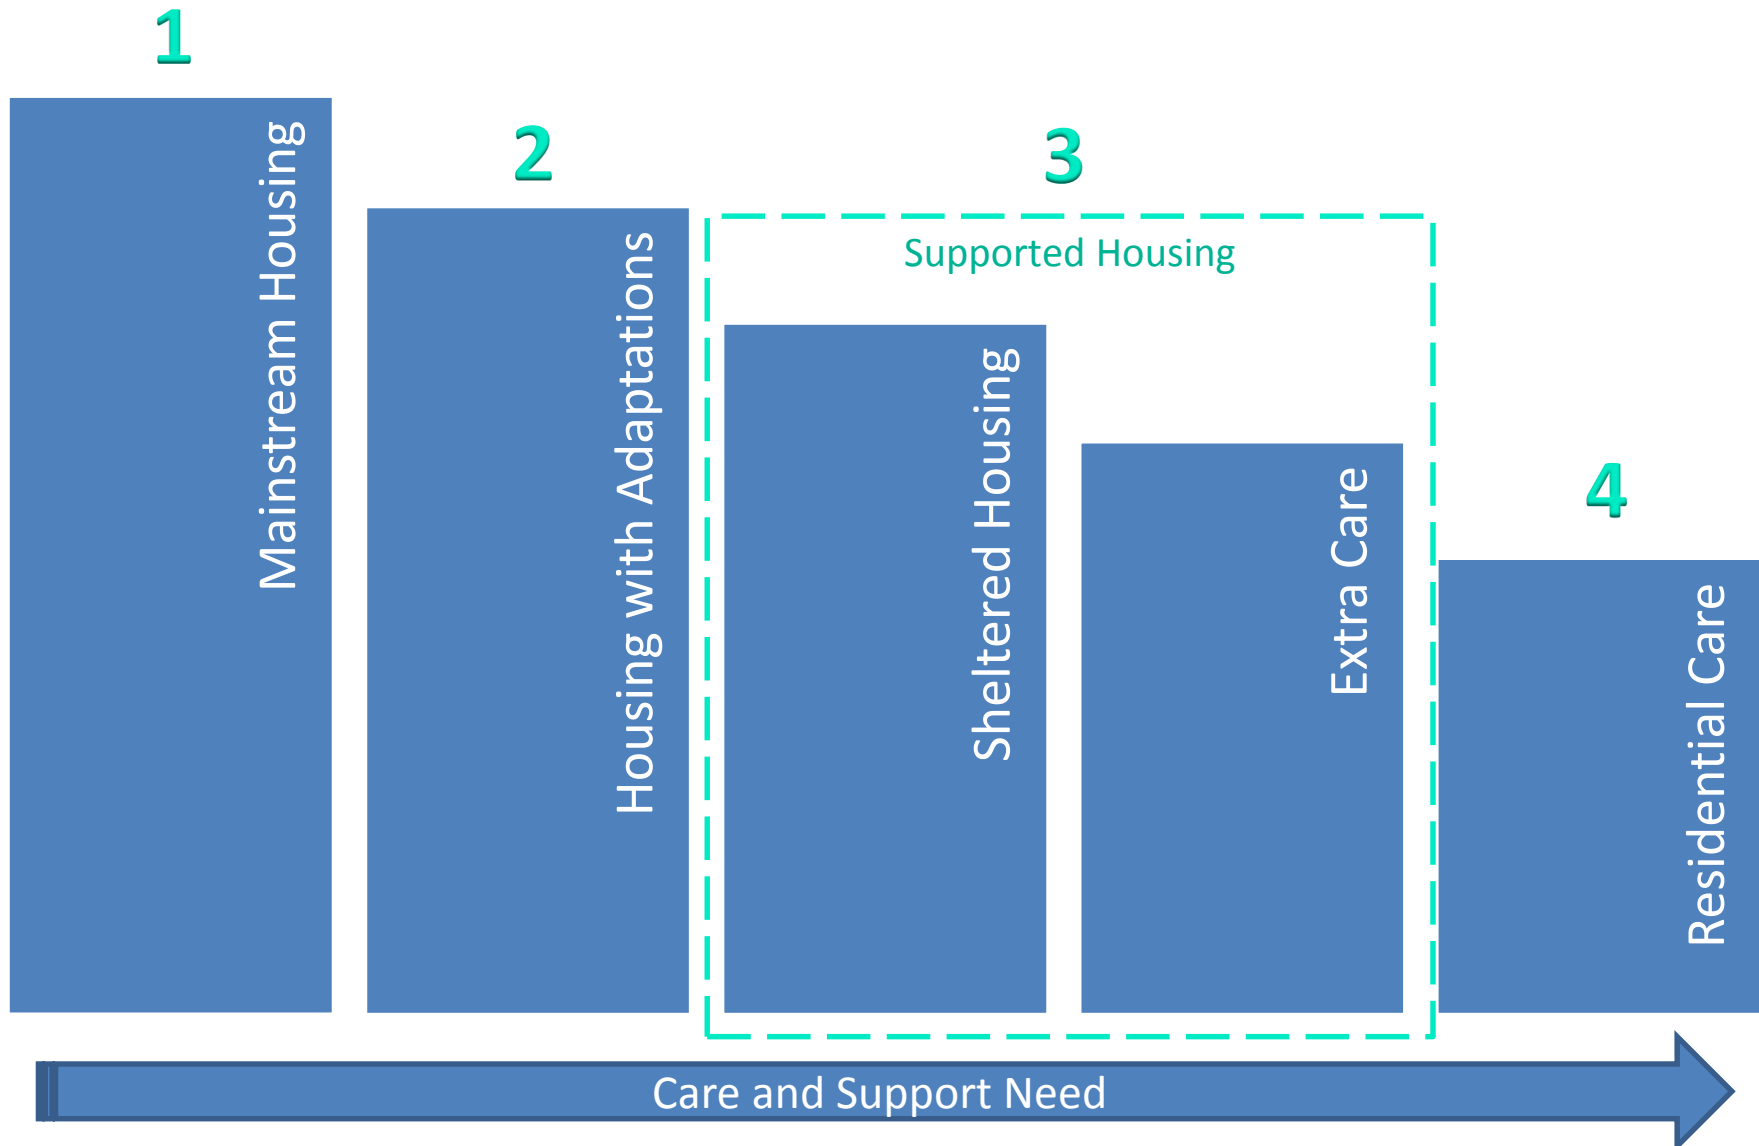 1
Mainstream Housing
2
Housing with Adaptations
3
Supported Housing
Sheltered Housing
Extra Care
4
Residential Care
Care and Support Need